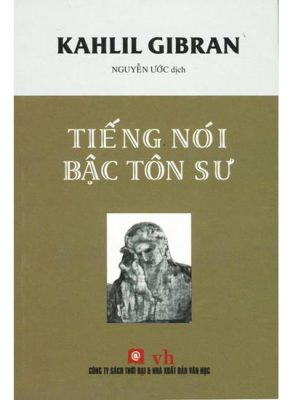 KAHLIL GIBRAN
NGUYỄN ƯỚC dịch
TIẾNG NÓI
BẬC TÔN SƯ
vh
CÔNG TY SÁCH THỜI ĐẠI & NHÀ XUẤT BẢN VĂN HỌC